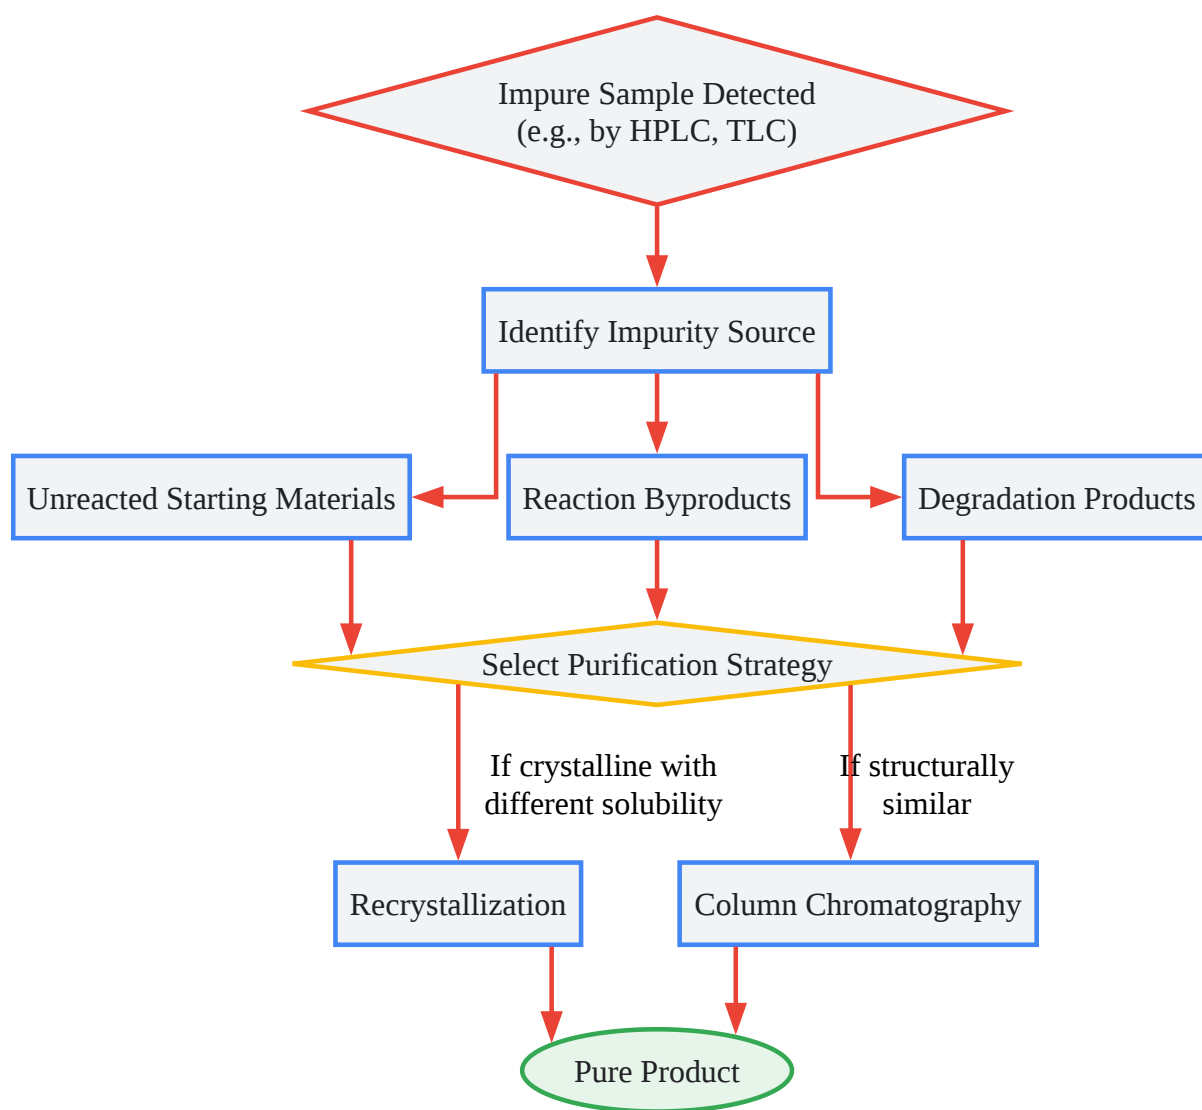 Impure Sample Detected
(e.g., by HPLC, TLC)
Identify Impurity Source
Unreacted Starting Materials
Reaction Byproducts
Degradation Products
Select Purification Strategy
If crystalline with
different solubility
If structurally
similar
Recrystallization
Column Chromatography
Pure Product